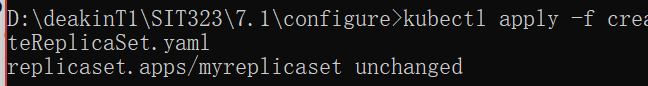 D:\deakinT1\SIT323\7.1\configure>kubectl apply -f crea
teReplicaSet.yaml
replicaset.apps/myreplicaset unchanged